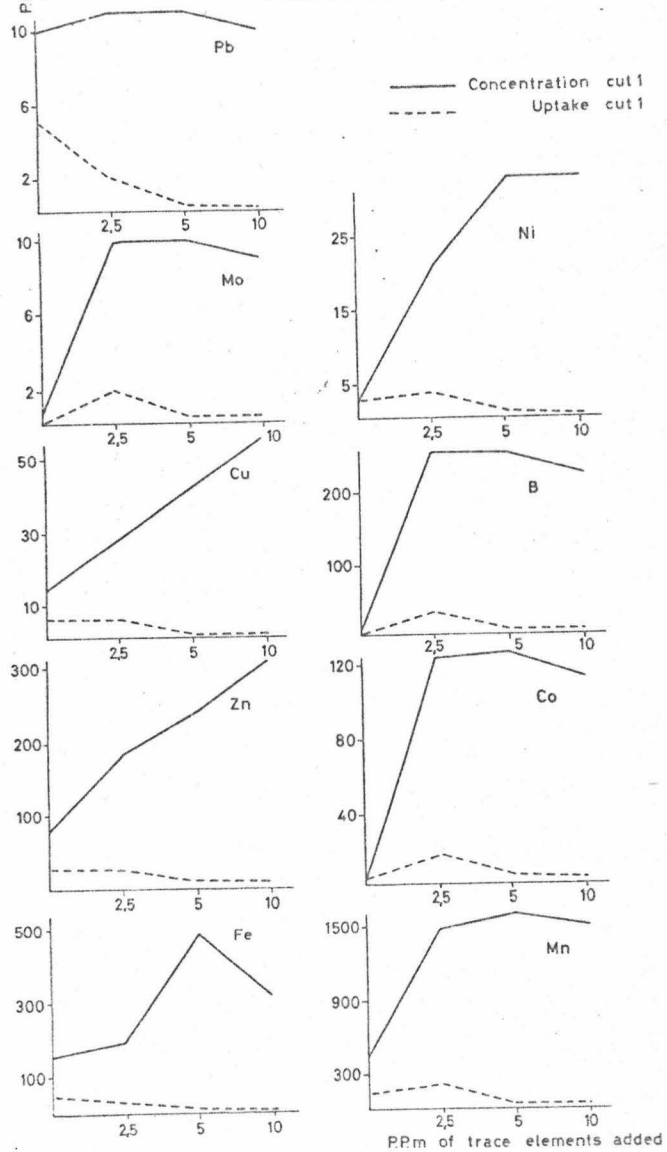 P.
10
6
2
Pb
2,5 5 10
Concentration cut 1
Uptake cut 1
10
6
2
Mo
2,5 5 10
25
15
5
Ni
2,5 5 10
50
30
10
Cu
2,5 5 10
200
100
B
2,5 5 10
300
200
100
Zn
2,5 5 10
120
80
40
Co
2,5 5 10
500
300
100
Fe
2,5 5 10
1500
900
300
Mn
2,5 5 10
P.P.m of trace elements added